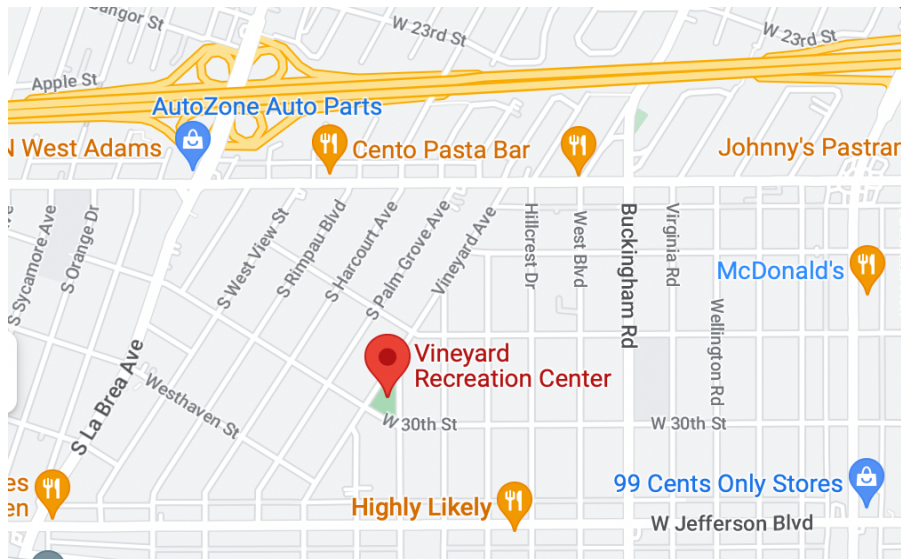 Bangor St
W 23rd St
W 23rd St
Apple St
AutoZone Auto Parts
N West Adams
Cento Pasta Bar
Johnny's Pastrar
S Sycamore Ave
S Orange Dr
S West View St
S Rimpau Blvd
S Harcourt Ave
S Palm Grove Ave
Vineyard Ave
Hillcrest Dr
West Blvd
Buckingham Rd
Virginia Rd
McDonald's
Wellington Rd
S La Brea Ave
Westhaven St
Vineyard
Recreation Center
W 30th St
W 30th St
es
en
Highly Likely
99 Cents Only Stores
W Jefferson Blvd